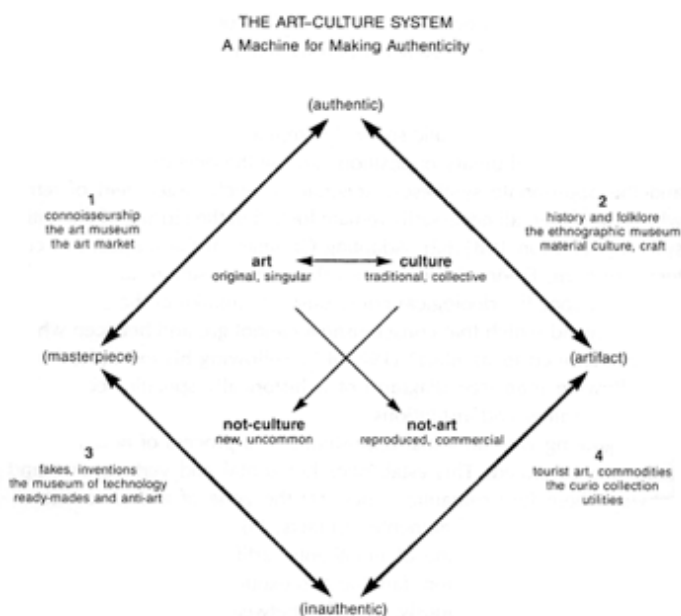 THE ART–CULTURE SYSTEM
A Machine for Making Authenticity
(authentic)
1
connoisseurship
the art museum
the art market
2
history and folklore
the ethnographic museum
material culture, craft
art
original, singular
culture
traditional, collective
(masterpiece)
(artifact)
not-culture
new, uncommon
not-art
reproduced, commercial
3
fakes, inventions
the museum of technology
ready-mades and anti-art
4
tourist art, commodities
the curio collection
utilities
(inauthentic)